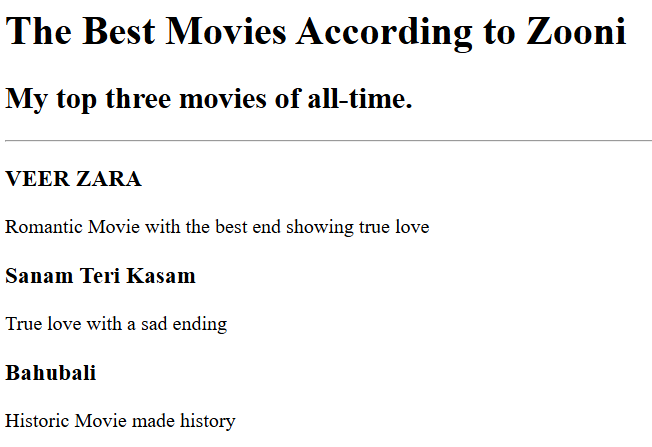 The Best Movies According to Zooni
My top three movies of all-time.
VEER ZARA
Romantic Movie with the best end showing true love
Sanam Teri Kasam
True love with a sad ending
Bahubali
Historic Movie made history